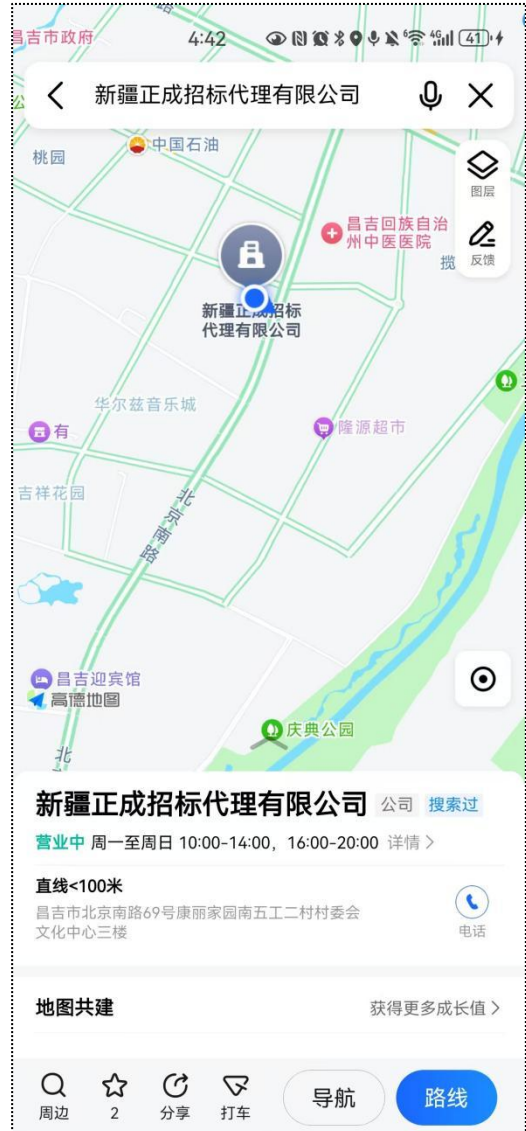 昌吉市政府
4:42
41
新疆正成招标代理有限公司
桃园
中国石油
图层
昌吉回族自治
州中医医院
揽
反馈
新疆正成招标
代理有限公司
华尔兹音乐城
有
隆源超市
吉祥花园
北京南路
昌吉迎宾馆
高德地图
庆典公园
北
新疆正成招标代理有限公司 公司 搜索过
营业中 周一至周日 10:00-14:00，16:00-20:00 详情 >
直线<100米
昌吉市北京南路69号康丽家园南五工二村村委会
文化中心三楼
电话
地图共建 获得更多成长值 >
周边 2 分享 打车 导航 路线